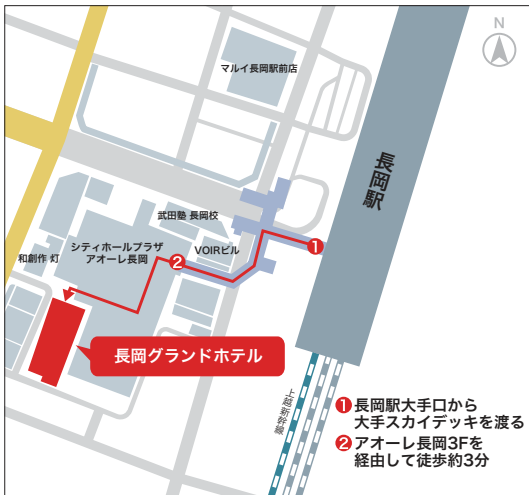 N
マルイ長岡駅前店
長岡駅
武田塾 長岡校
シティホールプラザ
アオーレ長岡
VOIRビル
和創作 灯
1
2
長岡グランドホテル
上越新幹線
1 長岡駅大手口から
大手スカイデッキを渡る
2 アオーレ長岡3Fを
経由して徒歩約3分